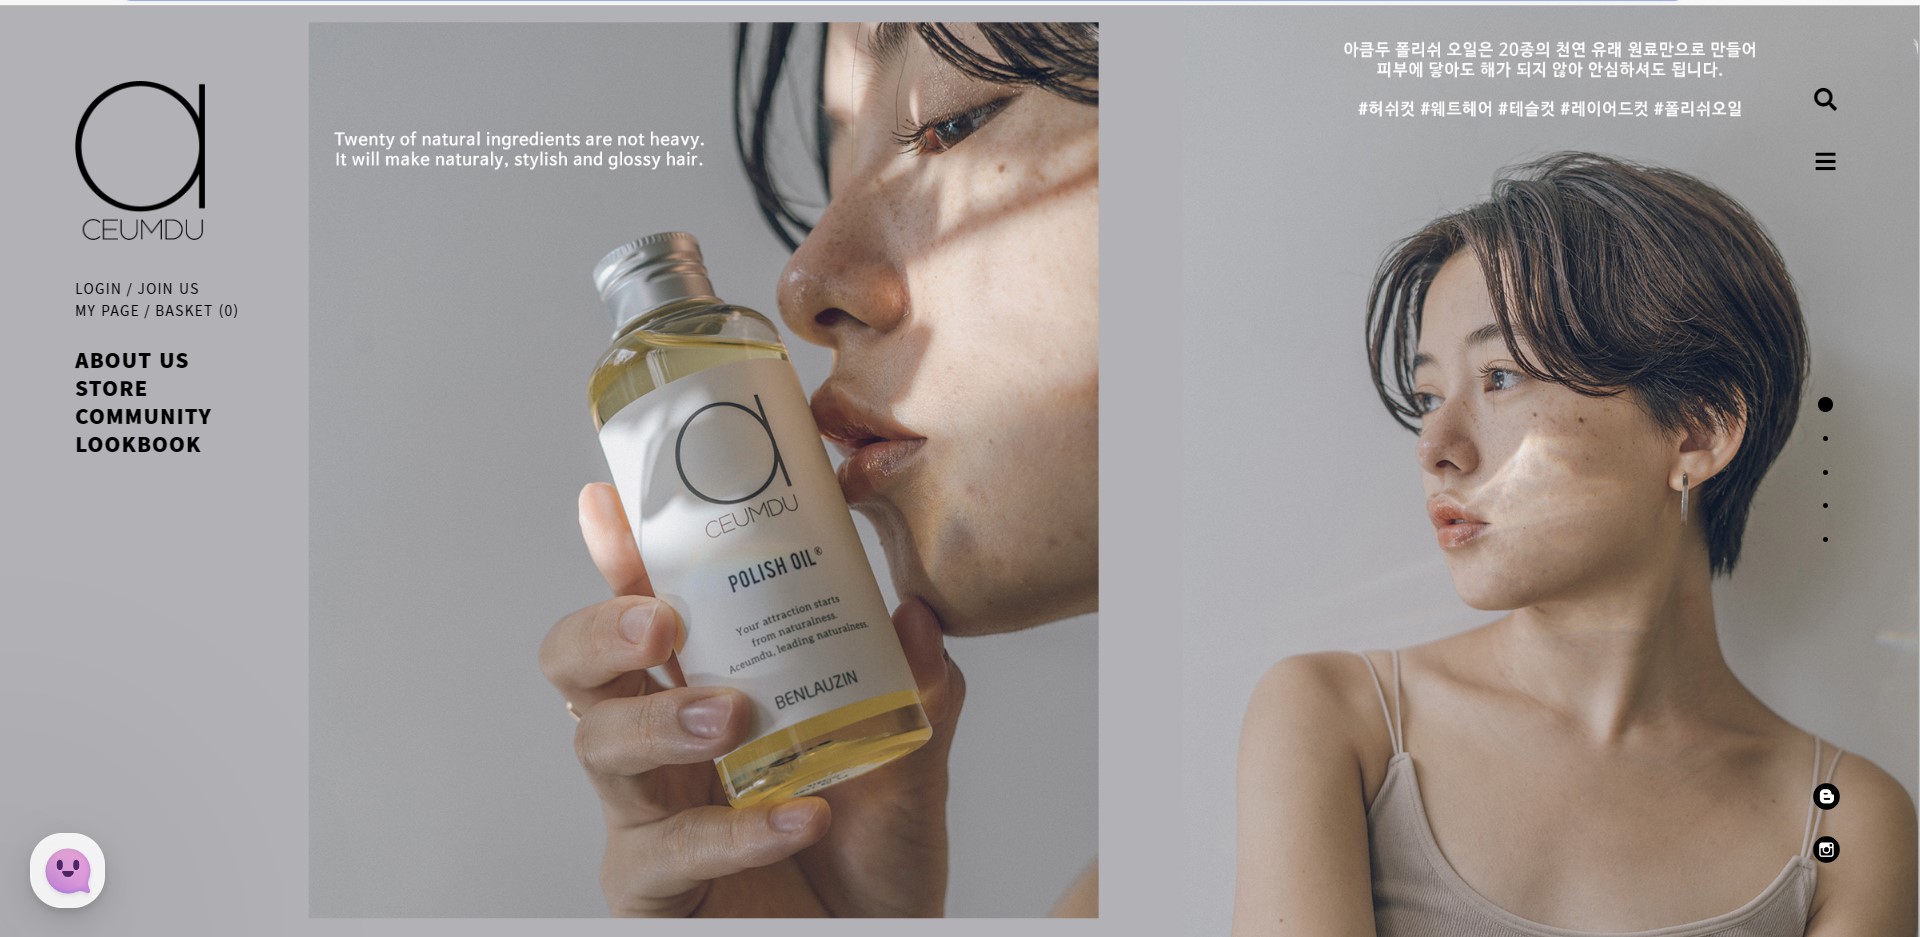 a
CEUMDU
LOGIN / JOIN US
MY PAGE / BASKET (0)
ABOUT US
STORE
COMMUNITY
LOOKBOOK
Twenty of natural ingredients are not heavy.
It will make naturaly, stylish and glossy hair.
a
CEUMDU
POLISH OIL®
Your attraction starts
from naturalness.
Aceumdu, leading naturalness.
BENLAUZIN
아큼두 폴리쉬 오일은 20종의 천연 유래 원료만으로 만들어
피부에 닿아도 해가 되지 않아 안심하셔도 됩니다.
#허쉬컷 #웨트헤어 #테슬컷 #레이어드컷 #폴리쉬오일